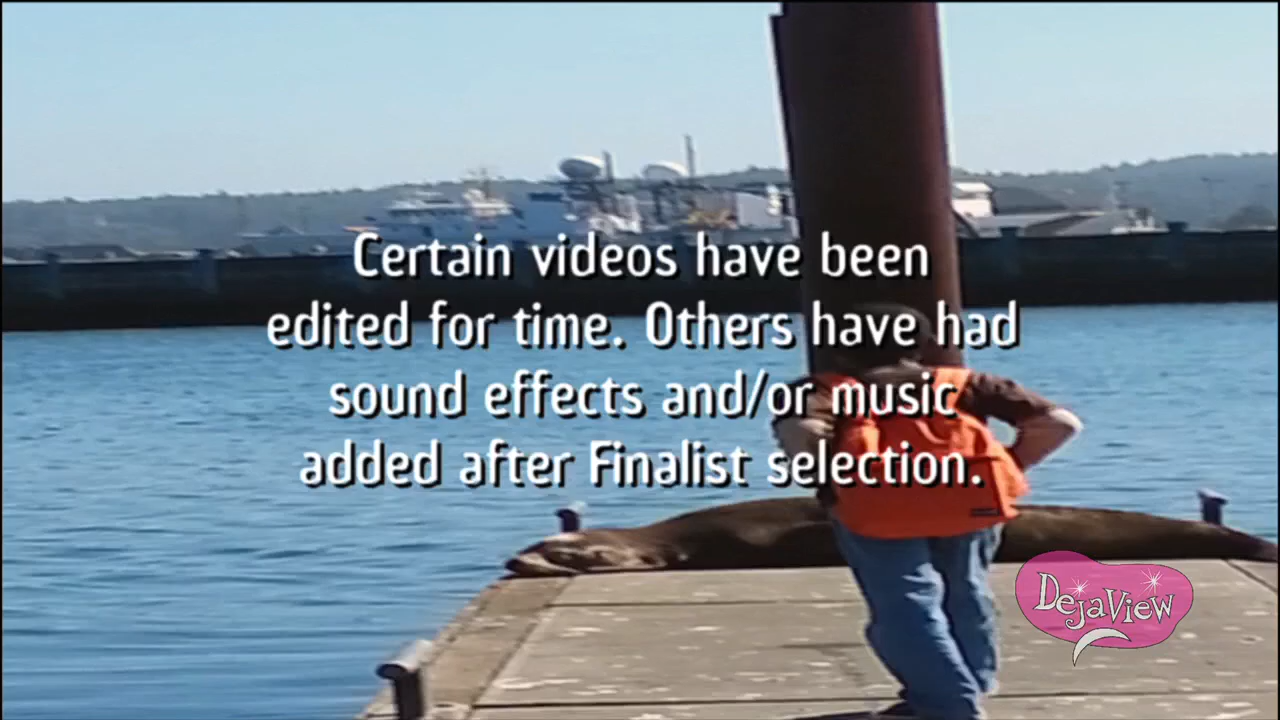 Certain videos have been
edited for time. Others have had
sound effects and/or music
added after Finalist selection.
DejaView